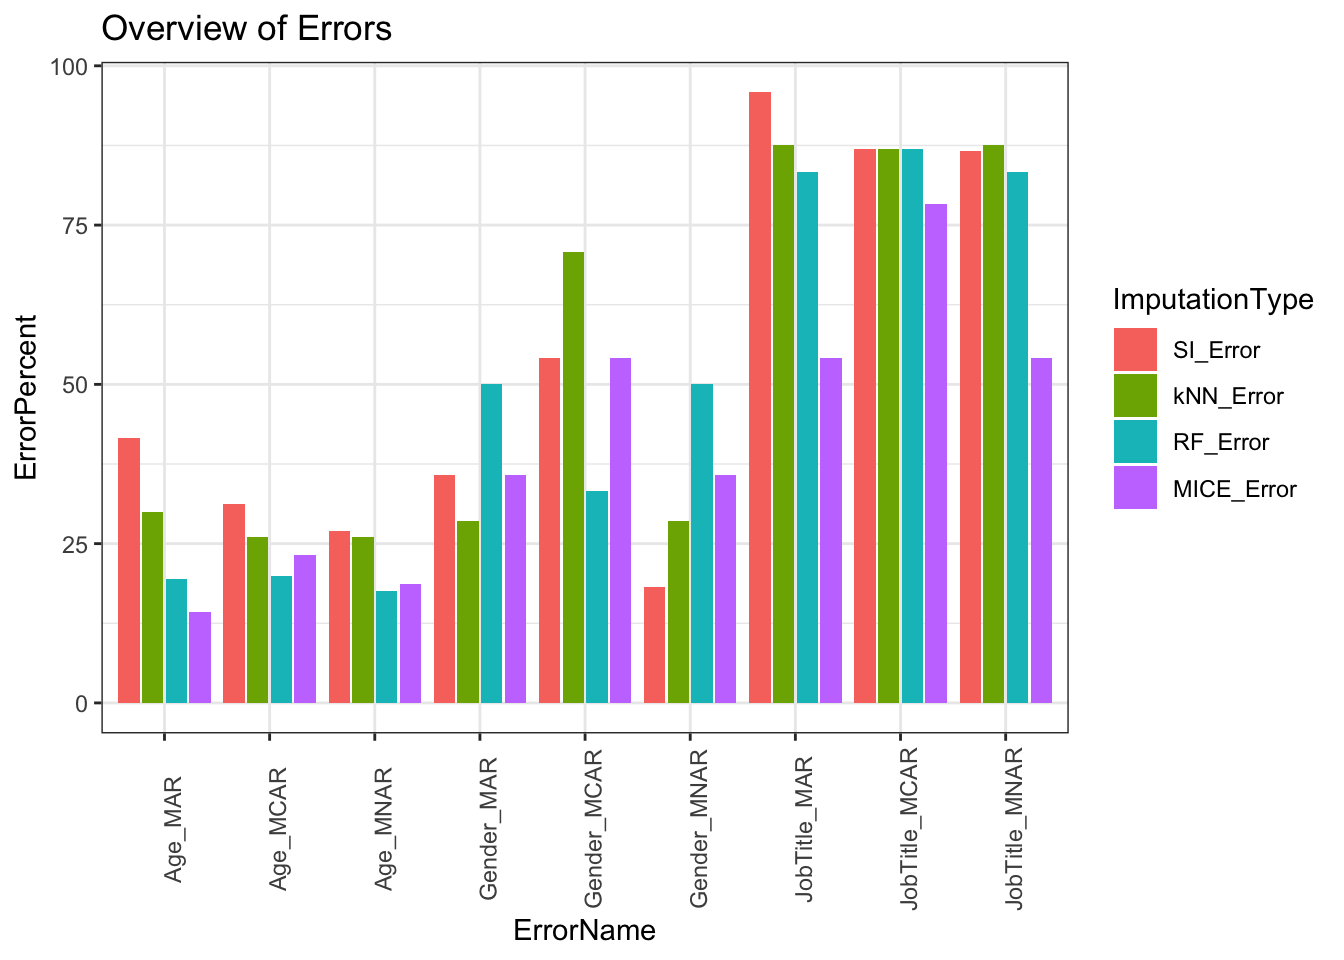 Overview of Errors
ErrorPercent
100
75
50
25
0
Age_MAR
Age_MCAR
Age_MNAR
Gender_MAR
Gender_MCAR
Gender_MNAR
JobTitle_MAR
JobTitle_MCAR
JobTitle_MNAR
ErrorName
ImputationType
SI_Error
kNN_Error
RF_Error
MICE_Error